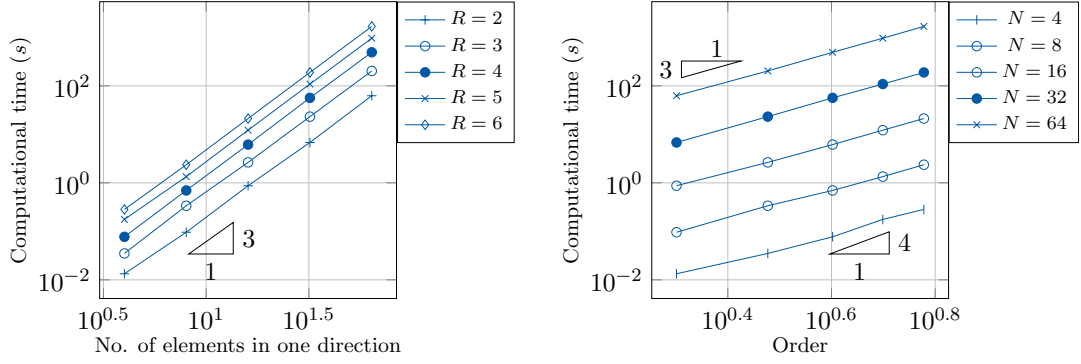 Computational time (s)
10^2
10^0
10^−2
10^0.5
10^1
10^1.5
No. of elements in one direction
3
1
R = 2
R = 3
R = 4
R = 5
R = 6
Computational time (s)
10^2
10^0
10^−2
10^0.4
10^0.6
10^0.8
Order
1
3
4
1
N = 4
N = 8
N = 16
N = 32
N = 64